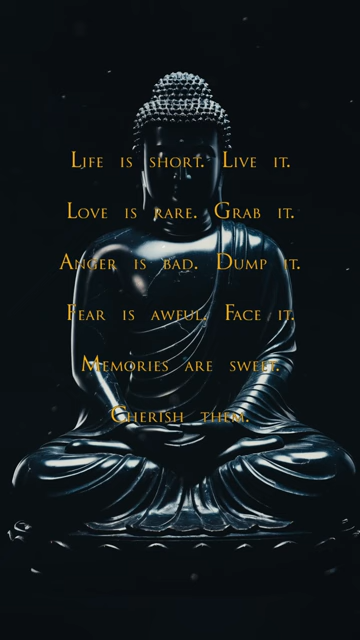 Life is short. Live it.
Love is rare. Grab it.
Anger is bad. Dump it.
Fear is awful. Face it.
Memories are sweet.
Cherish them.